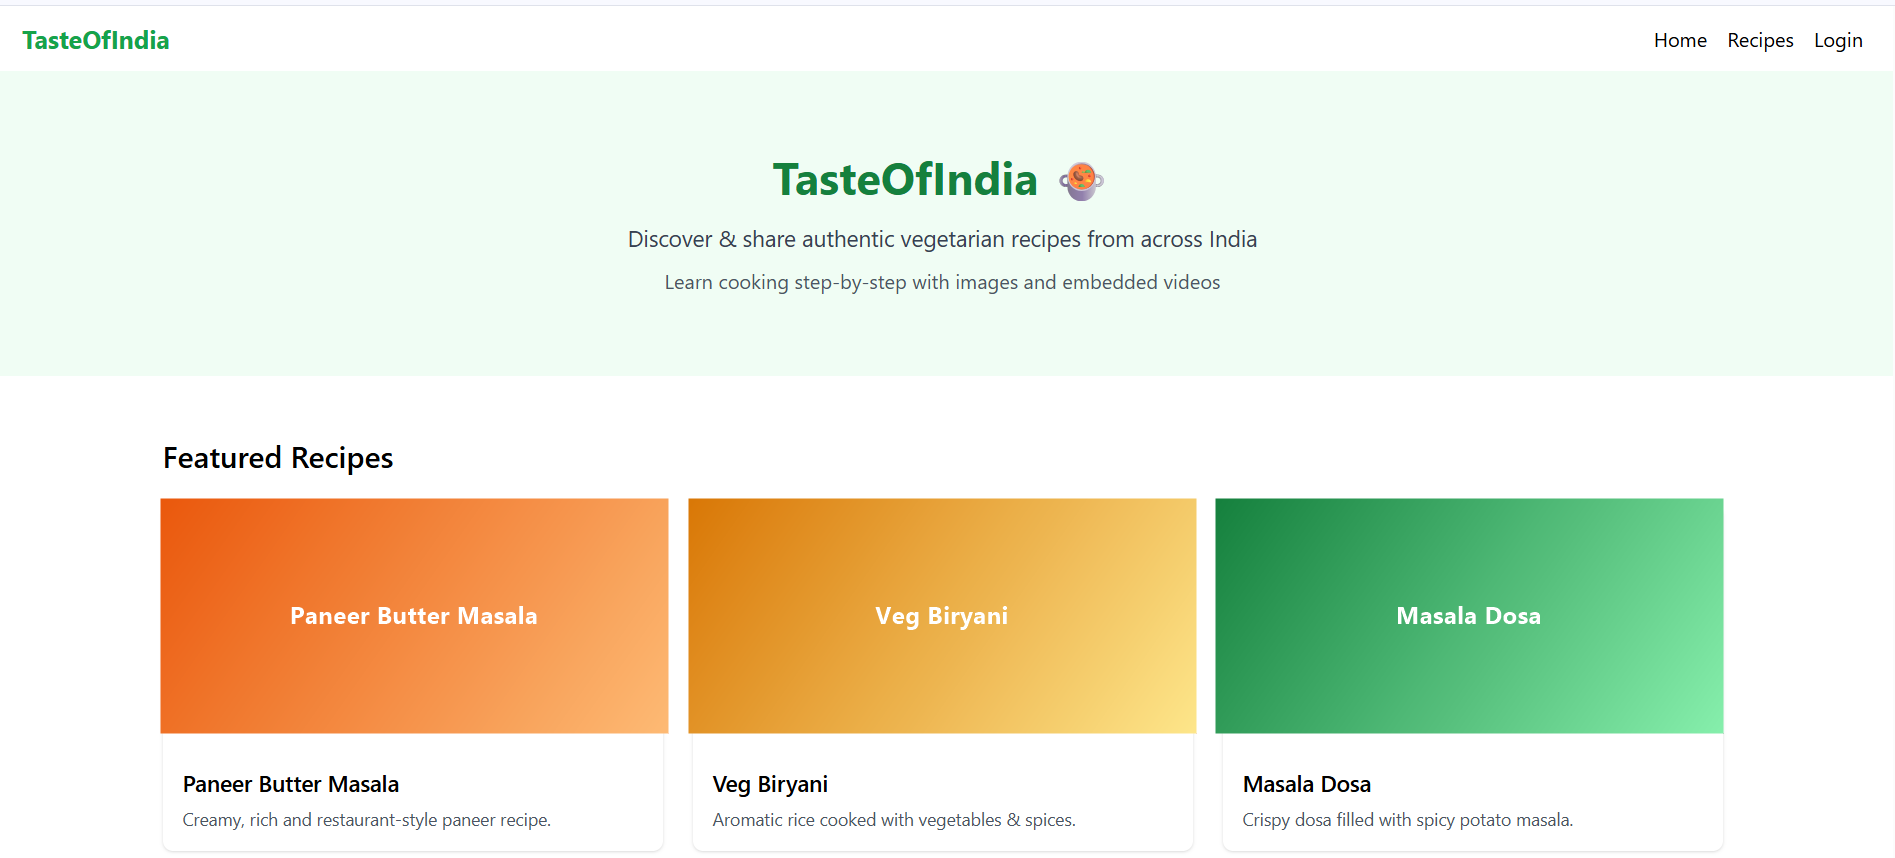 TasteOfIndia
Home Recipes Login
TasteOfIndia
Discover & share authentic vegetarian recipes from across India
Learn cooking step-by-step with images and embedded videos
Featured Recipes
Paneer Butter Masala
Veg Biryani
Masala Dosa
Paneer Butter Masala
Creamy, rich and restaurant-style paneer recipe.
Veg Biryani
Aromatic rice cooked with vegetables & spices.
Masala Dosa
Crispy dosa filled with spicy potato masala.